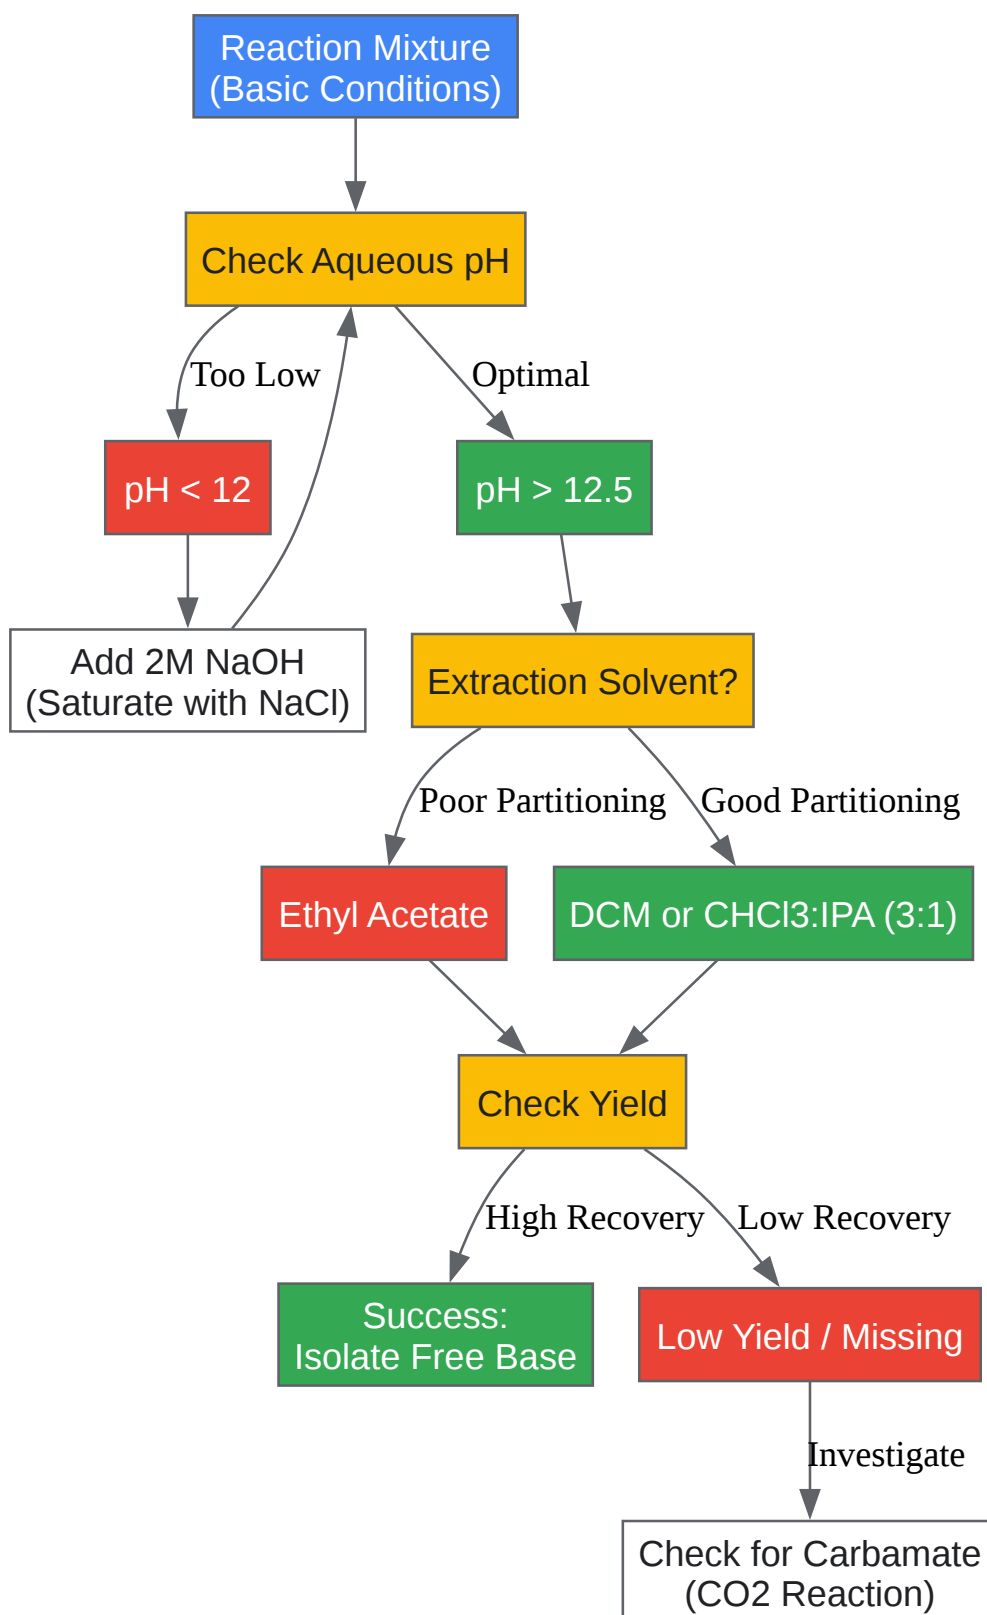 Reaction Mixture
(Basic Conditions)
Check Aqueous pH
Too Low
Optimal
pH < 12
pH > 12.5
Add 2M NaOH
(Saturate with NaCl)
Extraction Solvent?
Poor Partitioning
Good Partitioning
Ethyl Acetate
DCM or CHCl3:IPA (3:1)
Check Yield
High Recovery
Low Recovery
Success:
Isolate Free Base
Low Yield / Missing
Investigate
Check for Carbamate
(CO2 Reaction)